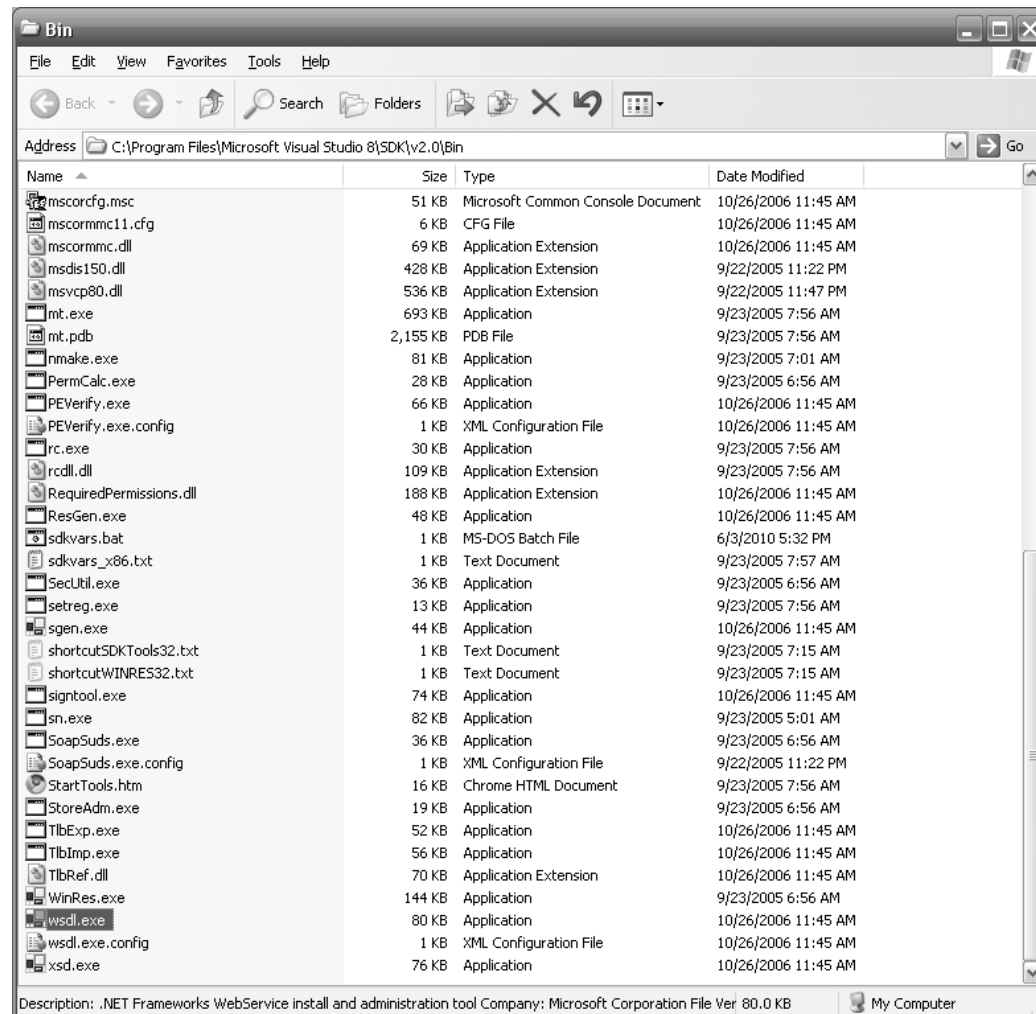 Bin
File Edit View Favorites Tools Help
Back Search Folders
Address C:\Program Files\Microsoft Visual Studio 8\SDK\v2.0\Bin Go
Name Size Type Date Modified
mscorcfg.msc 51 KB Microsoft Common Console Document 10/26/2006 11:45 AM
mscormmc11.cfg 6 KB CFG File 10/26/2006 11:45 AM
mscormmc.dll 69 KB Application Extension 10/26/2006 11:45 AM
msdis150.dll 428 KB Application Extension 9/22/2005 11:22 PM
msvcp80.dll 536 KB Application Extension 9/22/2005 11:47 PM
mt.exe 693 KB Application 9/23/2005 7:56 AM
mt.pdb 2,155 KB PDB File 9/23/2005 7:56 AM
nmake.exe 81 KB Application 9/23/2005 7:01 AM
PermCalc.exe 28 KB Application 9/23/2005 6:56 AM
PEVerify.exe 66 KB Application 10/26/2006 11:45 AM
PEVerify.exe.config 1 KB XML Configuration File 10/26/2006 11:45 AM
rc.exe 30 KB Application 9/23/2005 7:56 AM
rcdll.dll 109 KB Application Extension 9/23/2005 7:56 AM
RequiredPermissions.dll 188 KB Application Extension 10/26/2006 11:45 AM
ResGen.exe 48 KB Application 10/26/2006 11:45 AM
sdkvars.bat 1 KB MS-DOS Batch File 6/3/2010 5:32 PM
sdkvars_x86.txt 1 KB Text Document 9/23/2005 7:57 AM
SecUtil.exe 36 KB Application 9/23/2005 6:56 AM
setreg.exe 13 KB Application 9/23/2005 7:56 AM
sgen.exe 44 KB Application 10/26/2006 11:45 AM
shortcutSDKTools32.txt 1 KB Text Document 9/23/2005 7:15 AM
shortcutWINRES32.txt 1 KB Text Document 9/23/2005 7:15 AM
signtool.exe 74 KB Application 10/26/2006 11:45 AM
sn.exe 82 KB Application 9/23/2005 5:01 AM
SoapSuds.exe 36 KB Application 9/23/2005 6:56 AM
SoapSuds.exe.config 1 KB XML Configuration File 9/22/2005 11:22 PM
StartTools.htm 16 KB Chrome HTML Document 9/23/2005 7:56 AM
StoreAdm.exe 19 KB Application 9/23/2005 6:56 AM
TlbExp.exe 52 KB Application 10/26/2006 11:45 AM
TlbImp.exe 56 KB Application 10/26/2006 11:45 AM
TlbRef.dll 70 KB Application Extension 10/26/2006 11:45 AM
WinRes.exe 144 KB Application 9/23/2005 6:56 AM
wsdl.exe 80 KB Application 10/26/2006 11:45 AM
wsdl.exe.config 1 KB XML Configuration File 10/26/2006 11:45 AM
xsd.exe 76 KB Application 10/26/2006 11:45 AM
Description: .NET Frameworks WebService install and administration tool Company: Microsoft Corporation File Ver 80.0 KB My Computer